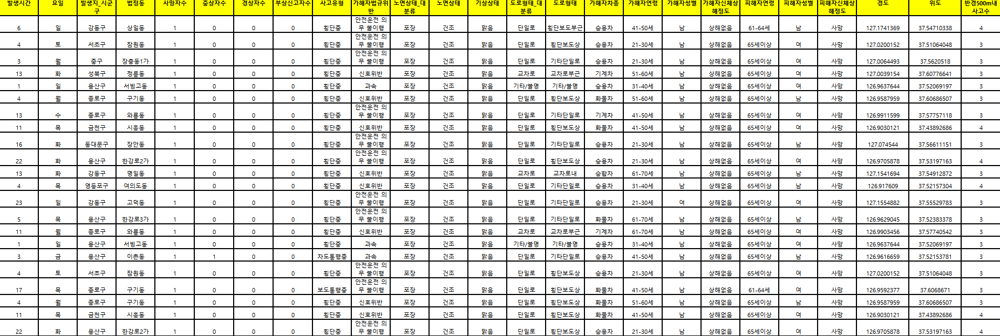 발생시간 요일 발생지_시군구 법정동 사망자수 중상자수 경상자수 부상신고자수 사고유형 가해자법규위반 노면상태_대분류 노면상태 기상상태 도로형태_대분류 도로형태 가해자차종 가해자연령 가해자성별 가해자신체상해정도 피해자연령 피해자성별 피해자신체상해정도 경도 위도 반경500m내 사고수
6 일 강동구 상일동 1 0 0 0 횡단중 안전운전 의무 불이행 포장 건조 맑음 단일로 횡단보도부근 승용차 41-50세 남 상해없음 61-64세 남 사망 127.1741369 37.54710338 4
4 토 서초구 잠원동 1 0 0 0 횡단중 안전운전 의무 불이행 포장 건조 맑음 단일로 횡단보도상 승용차 21-30세 남 상해없음 65세이상 여 사망 127.0200152 37.51064048 3
3 월 중구 장충동1가 1 0 0 0 횡단중 안전운전 의무 불이행 포장 건조 맑음 단일로 기타단일로 승용차 21-30세 남 상해없음 65세이상 여 사망 127.0064493 37.5620518 3
13 화 성북구 정릉동 1 0 0 0 횡단중 신호위반 포장 건조 맑음 교차로 교차로부근 기계차 51-60세 남 상해없음 65세이상 여 사망 127.0039154 37.60776641 3
1 일 용산구 서빙고동 1 0 0 0 횡단중 과속 포장 건조 맑음 기타/불명 기타/불명 승용차 31-40세 남 상해없음 65세이상 여 사망 126.9637644 37.52069197 3
4 월 종로구 구기동 1 0 0 0 횡단중 신호위반 포장 건조 맑음 단일로 횡단보도상 화물차 51-60세 남 상해없음 65세이상 남 사망 126.9587959 37.60686507 3
13 수 종로구 와룡동 1 0 0 0 횡단중 안전운전 의무 불이행 포장 건조 맑음 단일로 기타단일로 기계차 41-50세 남 상해없음 65세이상 여 사망 126.9911599 37.57757118 3
11 목 금천구 시흥동 1 0 0 0 횡단중 신호위반 포장 건조 맑음 단일로 횡단보도상 화물차 41-50세 남 상해없음 65세이상 여 사망 126.9030121 37.43892686 4
16 화 동대문구 장안동 1 0 0 0 횡단중 안전운전 의무 불이행 포장 건조 맑음 단일로 기타단일로 승용차 21-30세 남 상해없음 65세이상 남 사망 127.074544 37.56611151 3
22 화 용산구 한강로2가 1 0 0 0 횡단중 안전운전 의무 불이행 포장 건조 맑음 단일로 횡단보도상 승용차 21-30세 남 상해없음 65세이상 여 사망 126.9705878 37.53197163 4
13 화 강동구 명일동 1 0 0 0 횡단중 신호위반 포장 건조 맑음 교차로 교차로내 승합차 61-70세 남 상해없음 65세이상 남 사망 127.1541694 37.54912872 3
4 목 영등포구 여의도동 1 0 0 0 횡단중 신호위반 포장 건조 맑음 단일로 기타단일로 승용차 31-40세 남 상해없음 65세이상 남 사망 126.917609 37.52157304 4
23 일 강동구 고덕동 1 0 0 0 횡단중 안전운전 의무 불이행 포장 건조 맑음 단일로 기타단일로 승용차 21-30세 여 상해없음 65세이상 여 사망 127.1554882 37.55529783 3
5 목 용산구 한강로3가 1 0 0 0 횡단중 안전운전 의무 불이행 포장 건조 맑음 단일로 기타단일로 화물차 61-70세 남 상해없음 65세이상 남 사망 126.9629045 37.52383378 3
11 월 종로구 와룡동 1 0 0 0 횡단중 신호위반 포장 건조 맑음 교차로 교차로부근 기계차 61-70세 남 상해없음 65세이상 여 사망 126.9903456 37.57740542 3
1 일 용산구 서빙고동 1 0 0 0 횡단중 과속 포장 건조 맑음 기타/불명 기타/불명 승용차 31-40세 남 상해없음 65세이상 여 사망 126.9637644 37.52069197 3
3 금 용산구 이촌동 1 1 0 0 차도통행중 과속 포장 건조 맑음 단일로 기타단일로 승용차 41-50세 남 상해없음 65세이상 남 사망 126.9616659 37.52153781 3
4 토 서초구 잠원동 1 0 0 0 횡단중 안전운전 의무 불이행 포장 건조 맑음 단일로 횡단보도상 승용차 21-30세 남 상해없음 65세이상 여 사망 127.0200152 37.51064048 3
17 목 종로구 구기동 1 0 0 0 보도통행중 안전운전 의무 불이행 포장 건조 맑음 단일로 횡단보도상 화물차 41-50세 남 상해없음 61-64세 여 사망 126.9592377 37.6068671 3
4 월 종로구 구기동 1 0 0 0 횡단중 신호위반 포장 건조 맑음 단일로 횡단보도상 화물차 51-60세 남 상해없음 65세이상 남 사망 126.9587959 37.60686507 3
11 목 금천구 시흥동 1 0 0 0 횡단중 신호위반 포장 건조 맑음 단일로 횡단보도상 화물차 41-50세 남 상해없음 65세이상 여 사망 126.9030121 37.43892686 4
22 화 용산구 한강로2가 1 0 0 0 횡단중 안전운전 의무 불이행 포장 건조 맑음 단일로 횡단보도상 승용차 21-30세 남 상해없음 65세이상 여 사망 126.9705878 37.53197163 4